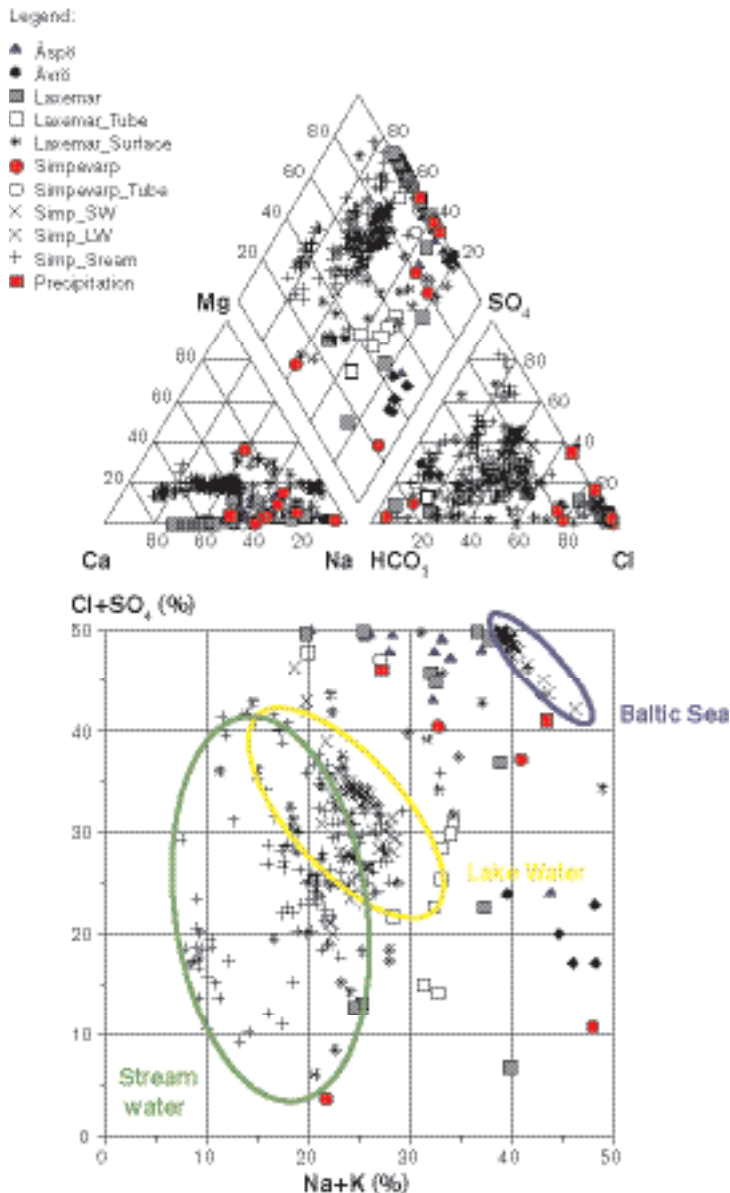 Legend:
Äspö
Ävrö
Laxemar
Laxemar_Tube
Laxemar_Surface
Simpevarp
Simpevarp_Tube
Simp_SW
Simp_LW
Simp_Sream
Precipitation
80 80
60 60
40 40
20 20
Mg SO4
80 80
60 60
40 40
20 20
80 60 40 20 20 40 60 80
Ca Na HCO3 Cl
Cl+SO4 (%)
50
40
30
20
10
0
Baltic Sea
Lake Water
Stream
water
0 10 20 30 40 50
Na+K (%)